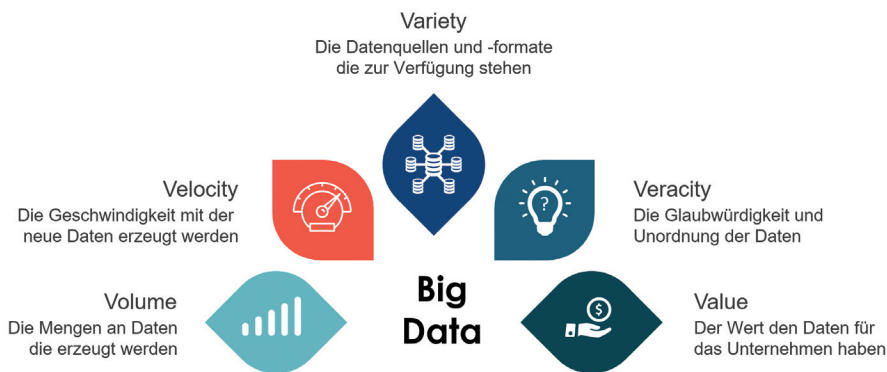 Variety
Die Datenquellen und -formate
die zur Verfügung stehen
Velocity
Die Geschwindigkeit mit der
neue Daten erzeugt werden
?
Veracity
Die Glaubwürdigkeit und
Unordnung der Daten
Volume
Die Mengen an Daten
die erzeugt werden
Big
Data
$
Value
Der Wert den Daten für
das Unternehmen haben